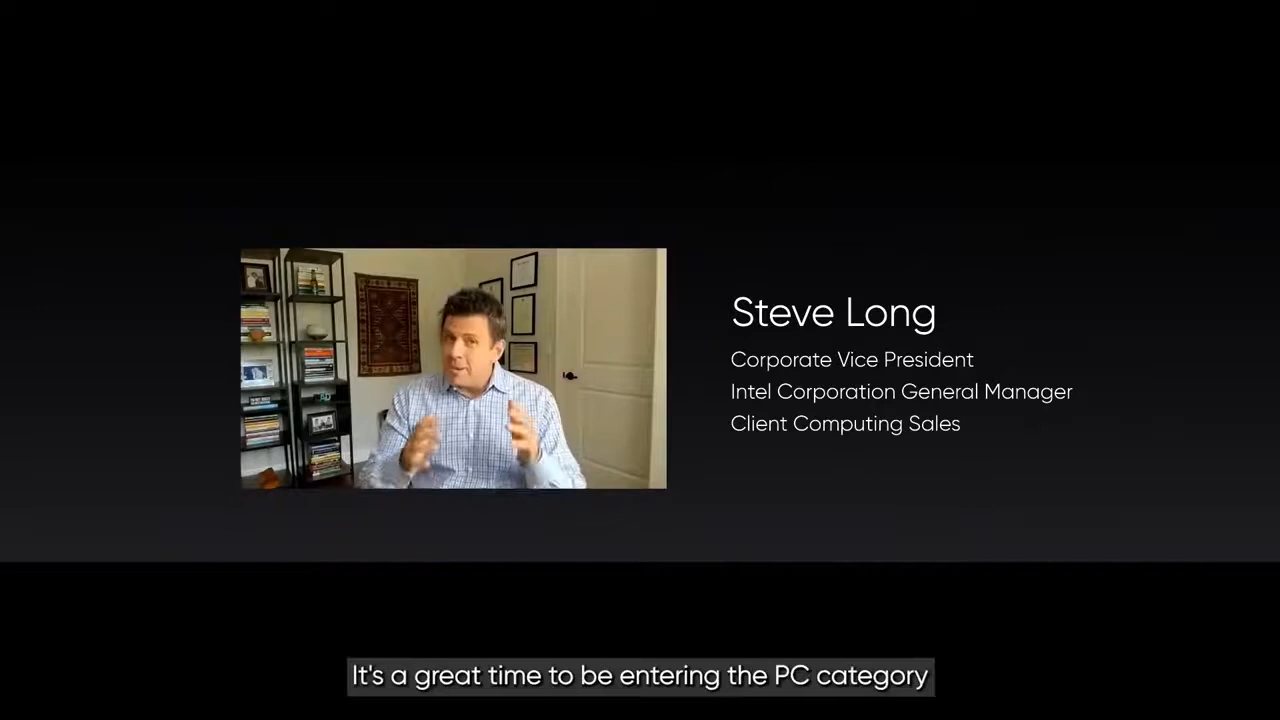 Steve Long
Corporate Vice President
Intel Corporation General Manager
Client Computing Sales
It's a great time to be entering the PC category